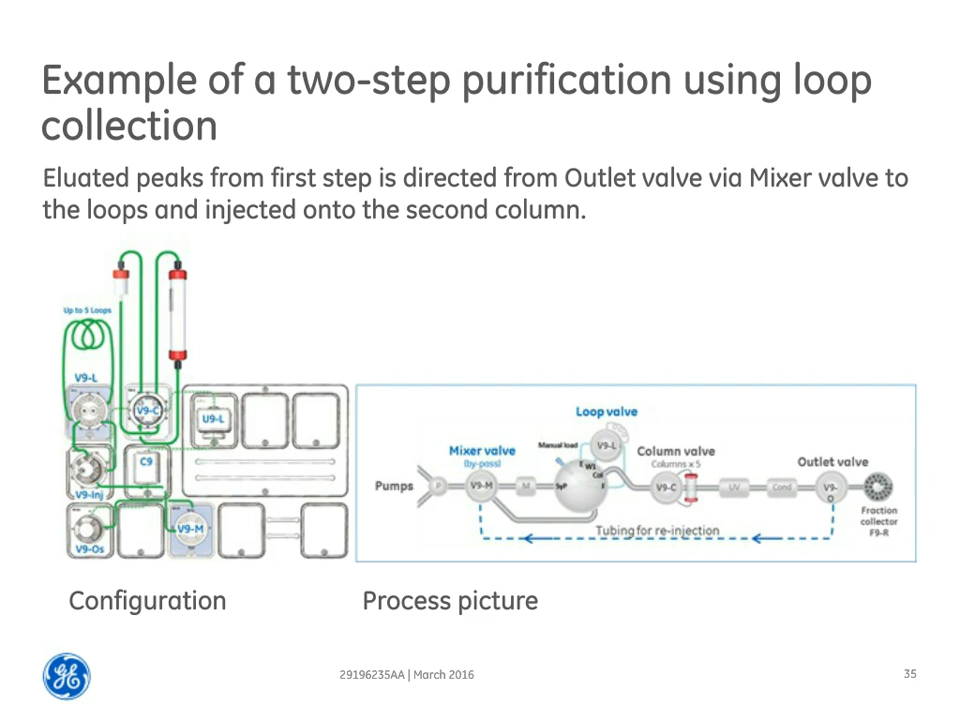 Example of a two-step purification using loop
collection
Eluated peaks from first step is directed from Outlet valve via Mixer valve to
the loops and injected onto the second column.
Up to 5 Loops
V9-L
V9-C
U9-L
C9
V9-Inj
V9-Os
V9-M
Loop valve
Manual load
V9-L
Mixer valve
(by-pass)
Column valve
Columns x 5
Outlet valve
Pumps
P
V9-M
M
SyP
E
W1
Col
V9-C
UV
Cond
V9-
O
Fraction
collector
F9-R
Tubing for re-injection
Configuration
Process picture
29196235AA | March 2016
35